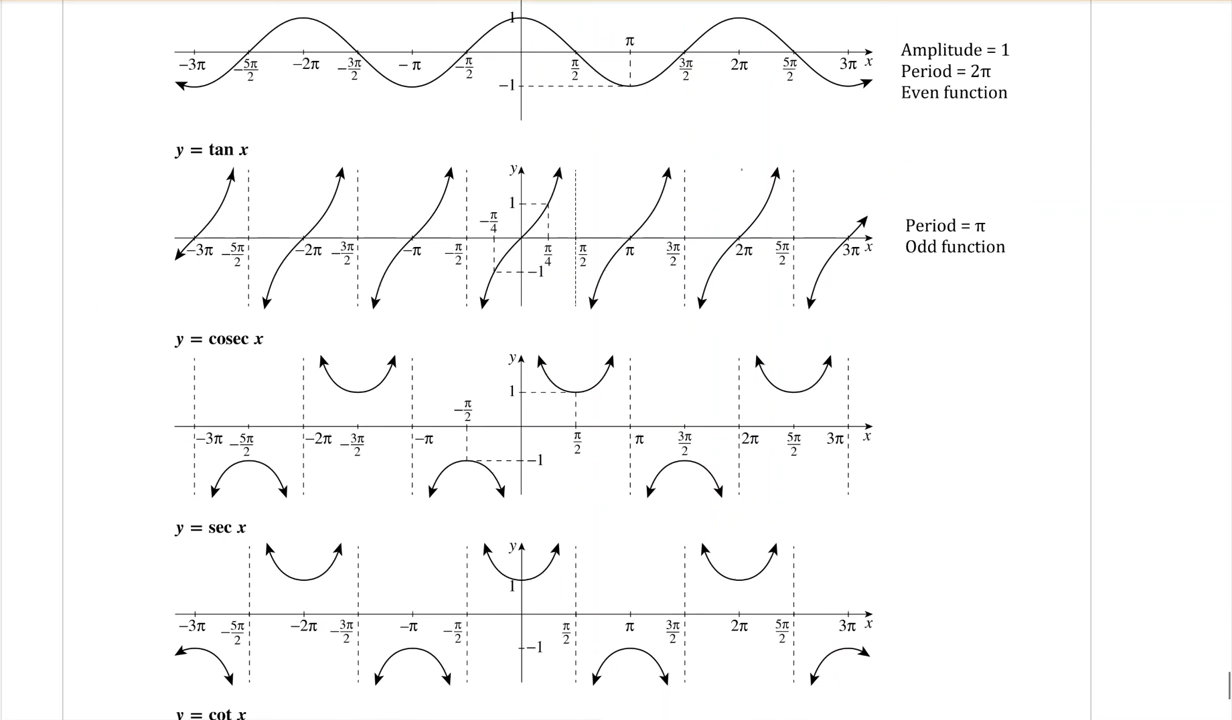 1
π
−3π −5π/2 −2π −3π/2 −π −π/2 π/2 3π/2 2π 5π/2 3π x
−1
Amplitude = 1
Period = 2π
Even function
y = tan x
y
1
−π/4
−3π −5π/2 −2π −3π/2 −π −π/2 π/4 π/2 π 3π/2 2π 5π/2 3π x
−1
Period = π
Odd function
y = cosec x
y
1
−π/2
−3π −5π/2 −2π −3π/2 −π π/2 π 3π/2 2π 5π/2 3π x
−1
y = sec x
y
1
−3π −5π/2 −2π −3π/2 −π −π/2 π/2 π 3π/2 2π 5π/2 3π x
−1
y = cot x